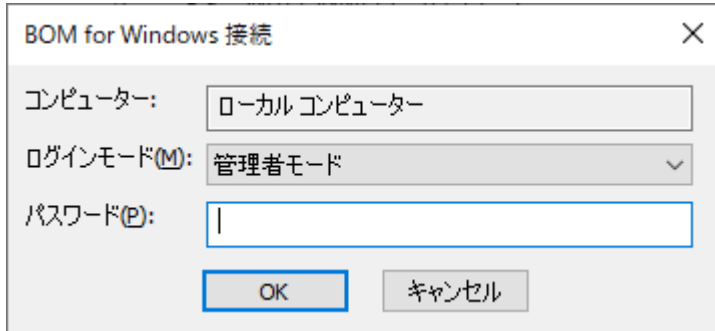 BOM for Windows 接続
コンピューター: ローカル コンピューター
ログインモード(M): 管理者モード
パスワード(P):
OK キャンセル